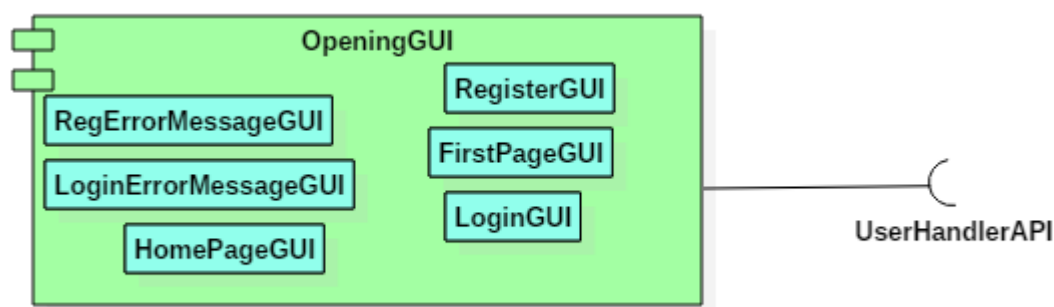 OpeningGUI
RegisterGUI
RegErrorMessageGUI
FirstPageGUI
LoginErrorMessageGUI
LoginGUI
HomePageGUI
UserHandlerAPI